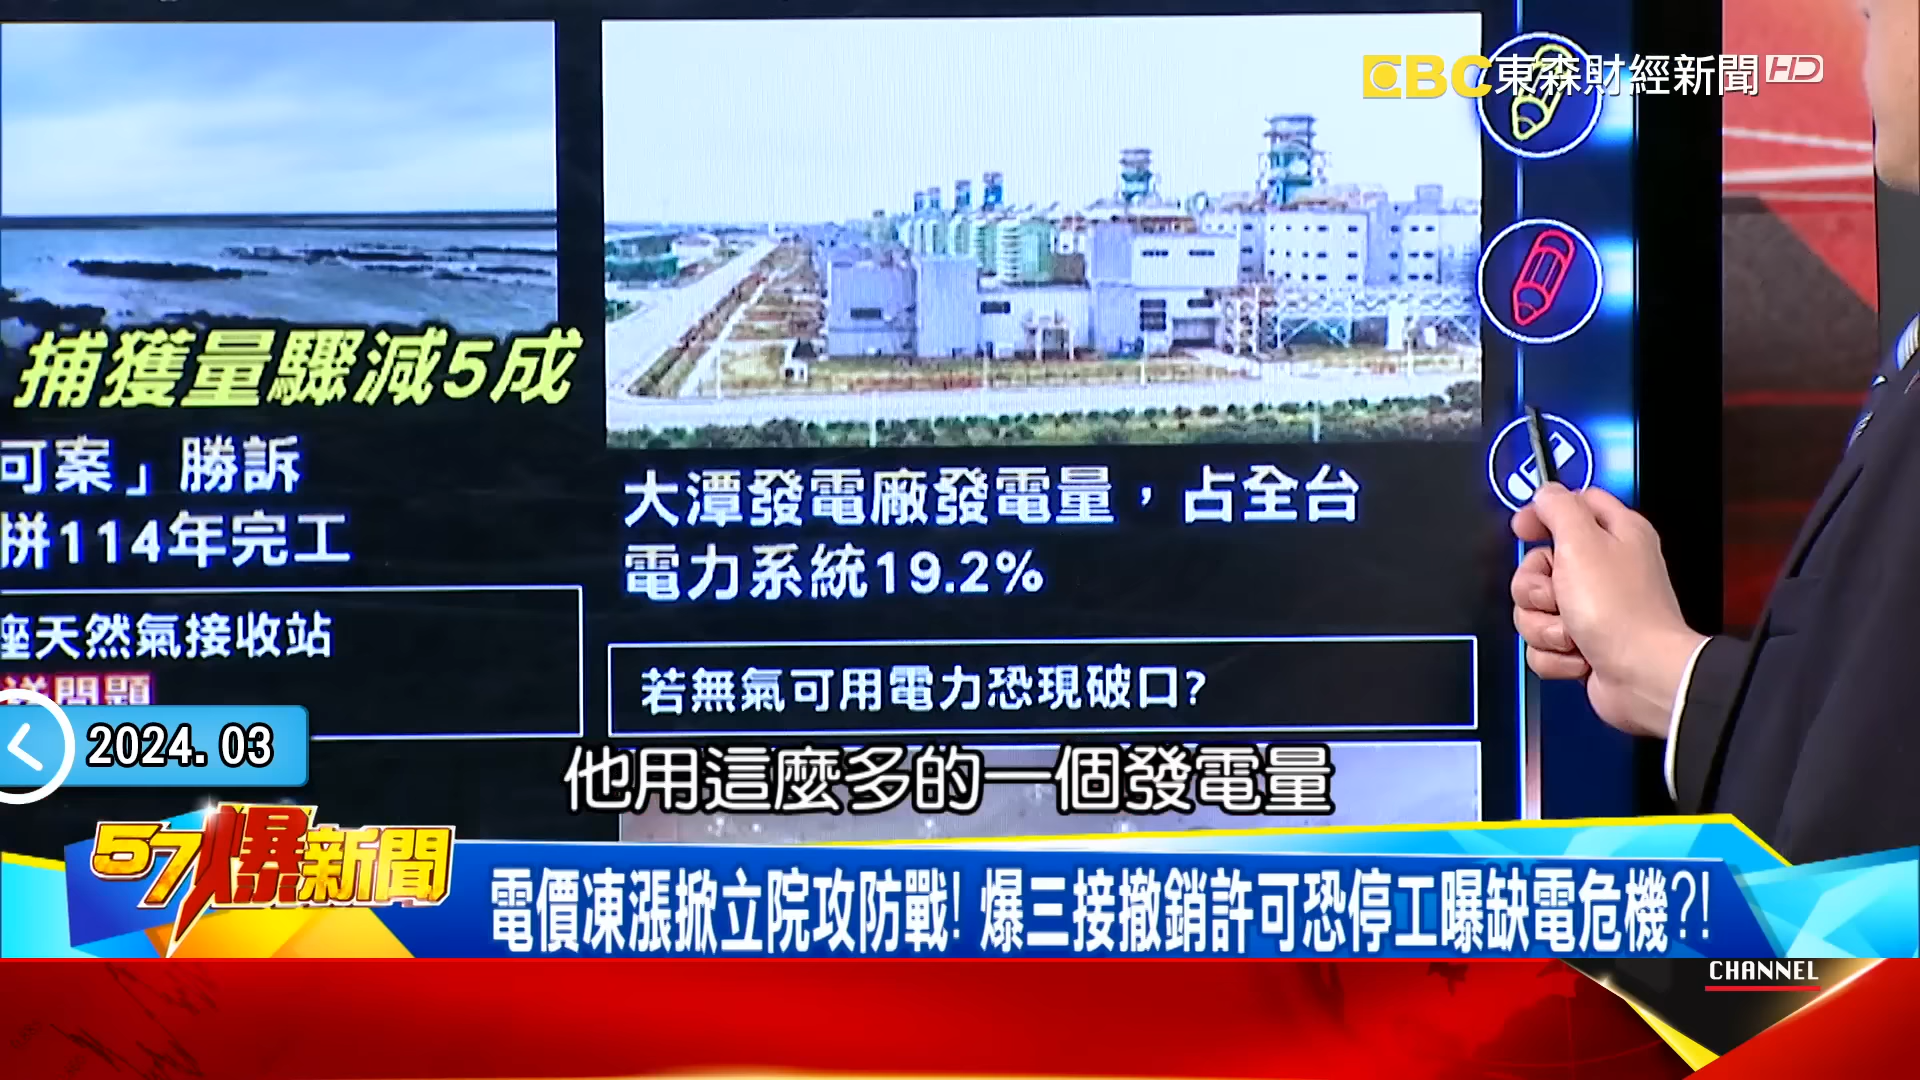 EBC東森財經新聞HD
捕獲量驟減5成
可案」勝訴
拼114年完工
座天然氣接收站
送問題
大潭發電廠發電量，占全台
電力系統19.2%
若無氣可用電力恐現破口?
2024.03
他用這麼多的一個發電量
57爆新聞
電價凍漲掀立院攻防戰! 爆三接撤銷許可恐停工曝缺電危機?!
CHANNEL